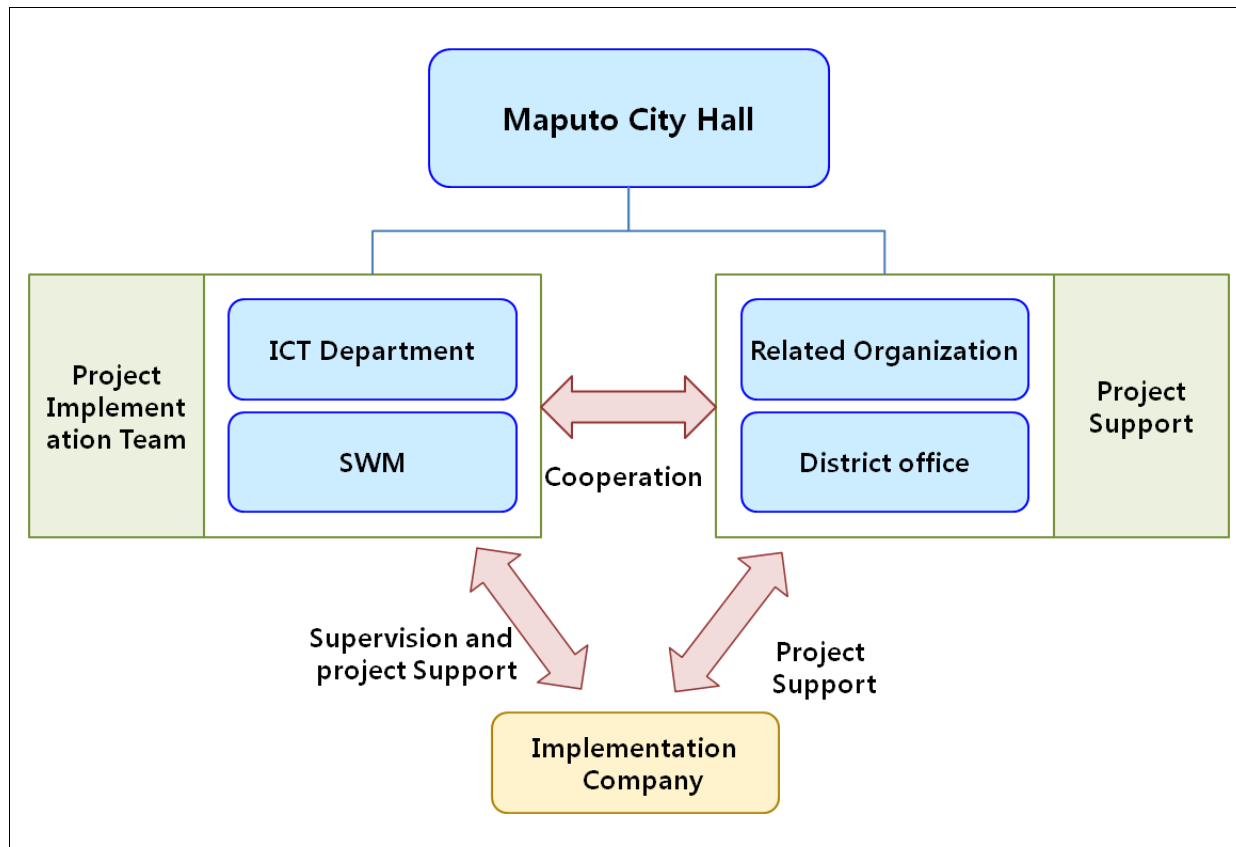 Maputo City Hall
Project
Implement
ation Team
ICT Department
SWM
Cooperation
Related Organization
District office
Project
Support
Supervision and
project Support
Project
Support
Implementation
Company